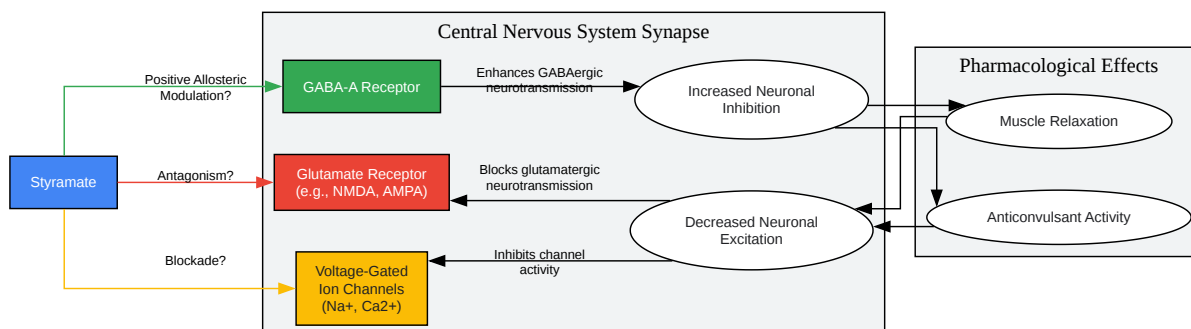 Central Nervous System Synapse
Pharmacological Effects
Styramate
Positive Allosteric
Modulation?
GABA-A Receptor
Enhances GABAergic
neurotransmission
Increased Neuronal
Inhibition
Muscle Relaxation
Antagonism?
Glutamate Receptor
(e.g., NMDA, AMPA)
Blocks glutamatergic
neurotransmission
Decreased Neuronal
Excitation
Anticonvulsant Activity
Blockade?
Voltage-Gated
Ion Channels
(Na+, Ca2+)
Inhibits channel
activity